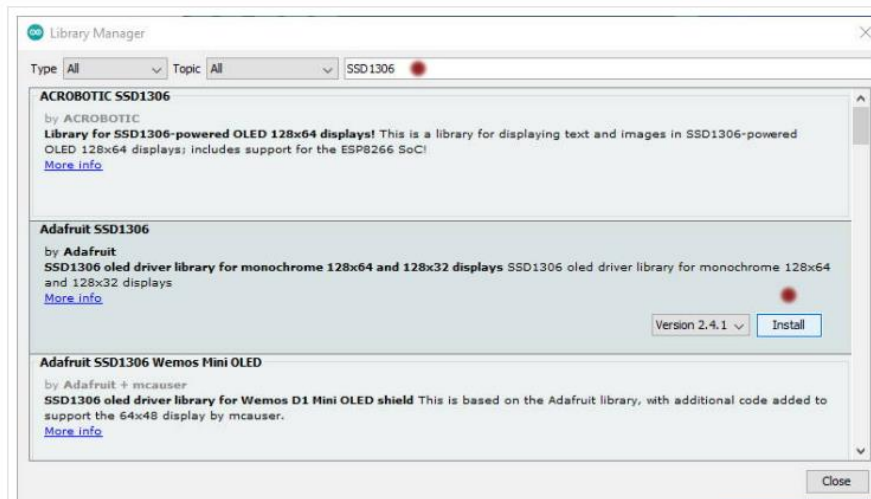 Library Manager
Type All Topic All SSD1306
ACROBOTIC SSD1306
by ACROBOTIC
Library for SSD1306-powered OLED 128x64 displays! This is a library for displaying text and images in SSD1306-powered
OLED 128x64 displays; includes support for the ESP8266 SoC!
More info
Adafruit SSD1306
by Adafruit
SSD1306 oled driver library for monochrome 128x64 and 128x32 displays SSD1306 oled driver library for monochrome 128x64
and 128x32 displays
More info
Version 2.4.1 Install
Adafruit SSD1306 Wemos Mini OLED
by Adafruit + mcauser
SSD1306 oled driver library for Wemos D1 Mini OLED shield This is based on the Adafruit library, with additional code added to
support the 64x48 display by mcauser.
More info
Close